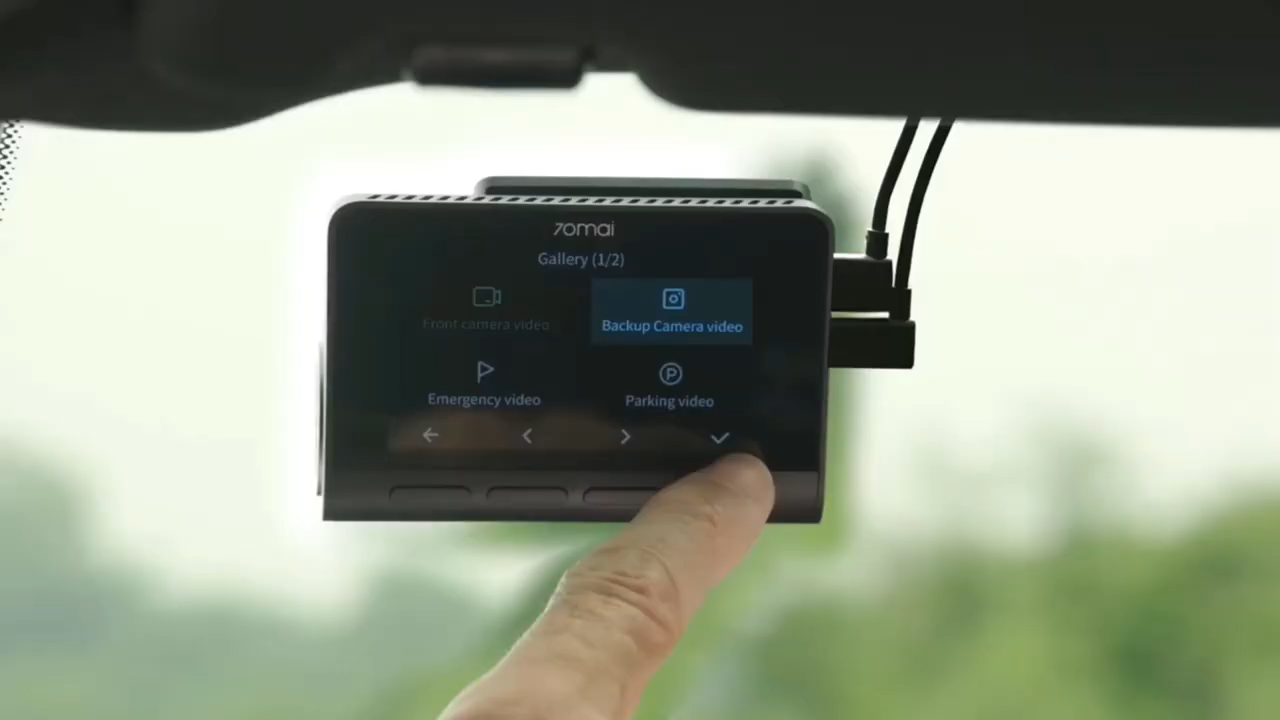 70mai
Gallery (1/2)
Front camera video
Backup Camera video
Emergency video
P
Parking video